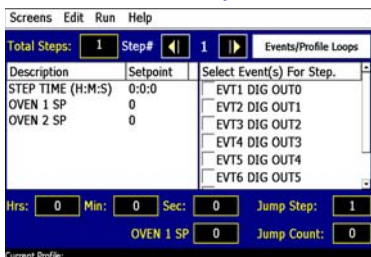 Screens Edit Run Help
Total Steps: 1 Step# 1 Events/Profile Loops
Description Setpoint Select Event(s) For Step.
STEP TIME (H:M:S) 0:0:0 EVT1 DIG OUT0
OVEN 1 SP 0 EVT2 DIG OUT1
OVEN 2 SP 0 EVT3 DIG OUT2
EVT4 DIG OUT3
EVT5 DIG OUT4
EVT6 DIG OUT5
Hrs: 0 Min: 0 Sec: 0 Jump Step: 1
OVEN 1 SP 0 Jump Count: 0
Current Profile: